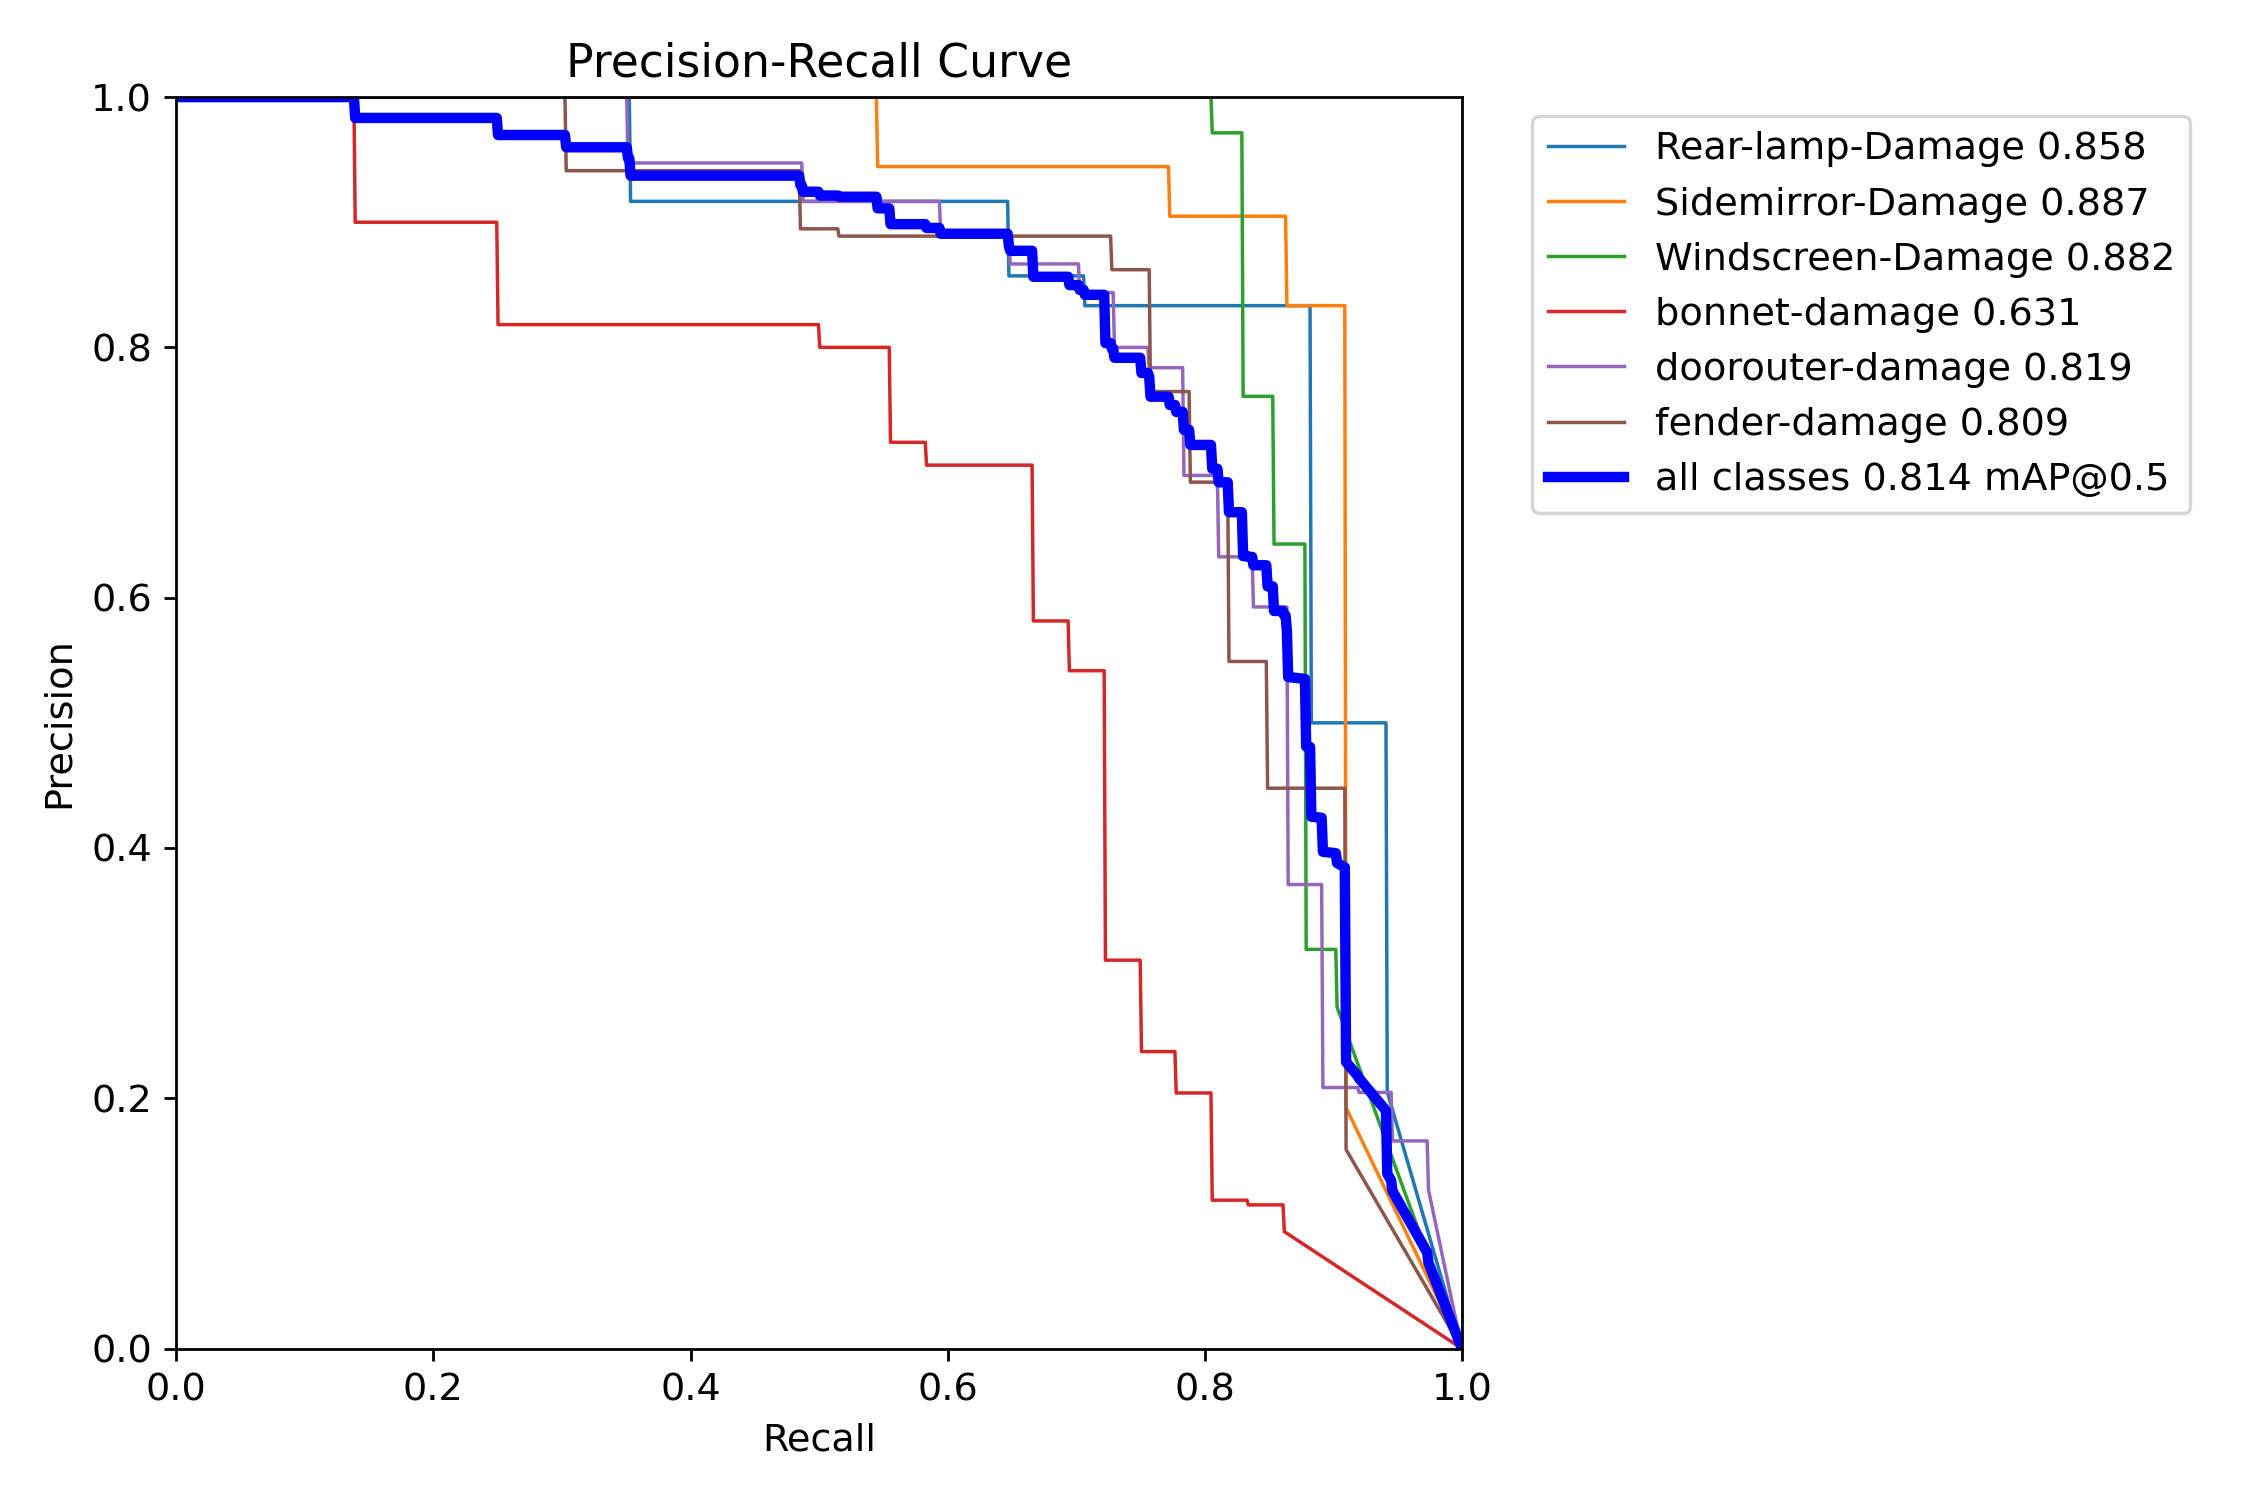 Precision-Recall Curve
1.0
0.8
0.6
0.4
0.2
0.0
Precision
0.0 0.2 0.4 0.6 0.8 1.0
Recall
Rear-lamp-Damage 0.858
Sidemirror-Damage 0.887
Windscreen-Damage 0.882
bonnet-damage 0.631
doorouter-damage 0.819
fender-damage 0.809
all classes 0.814 mAP@0.5